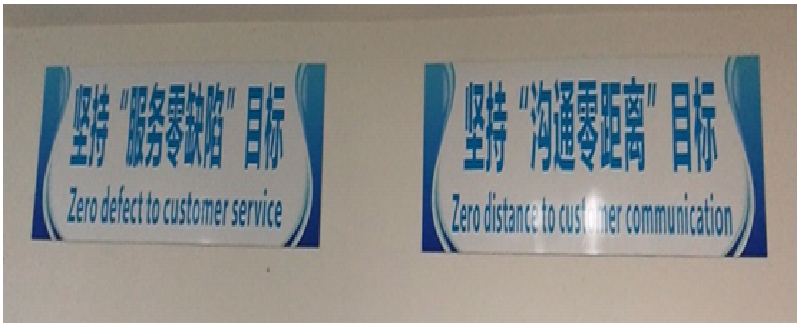 坚持“服务零缺陷”目标
Zero defect to customer service
坚持“沟通零距离”目标
Zero distance to customer communication